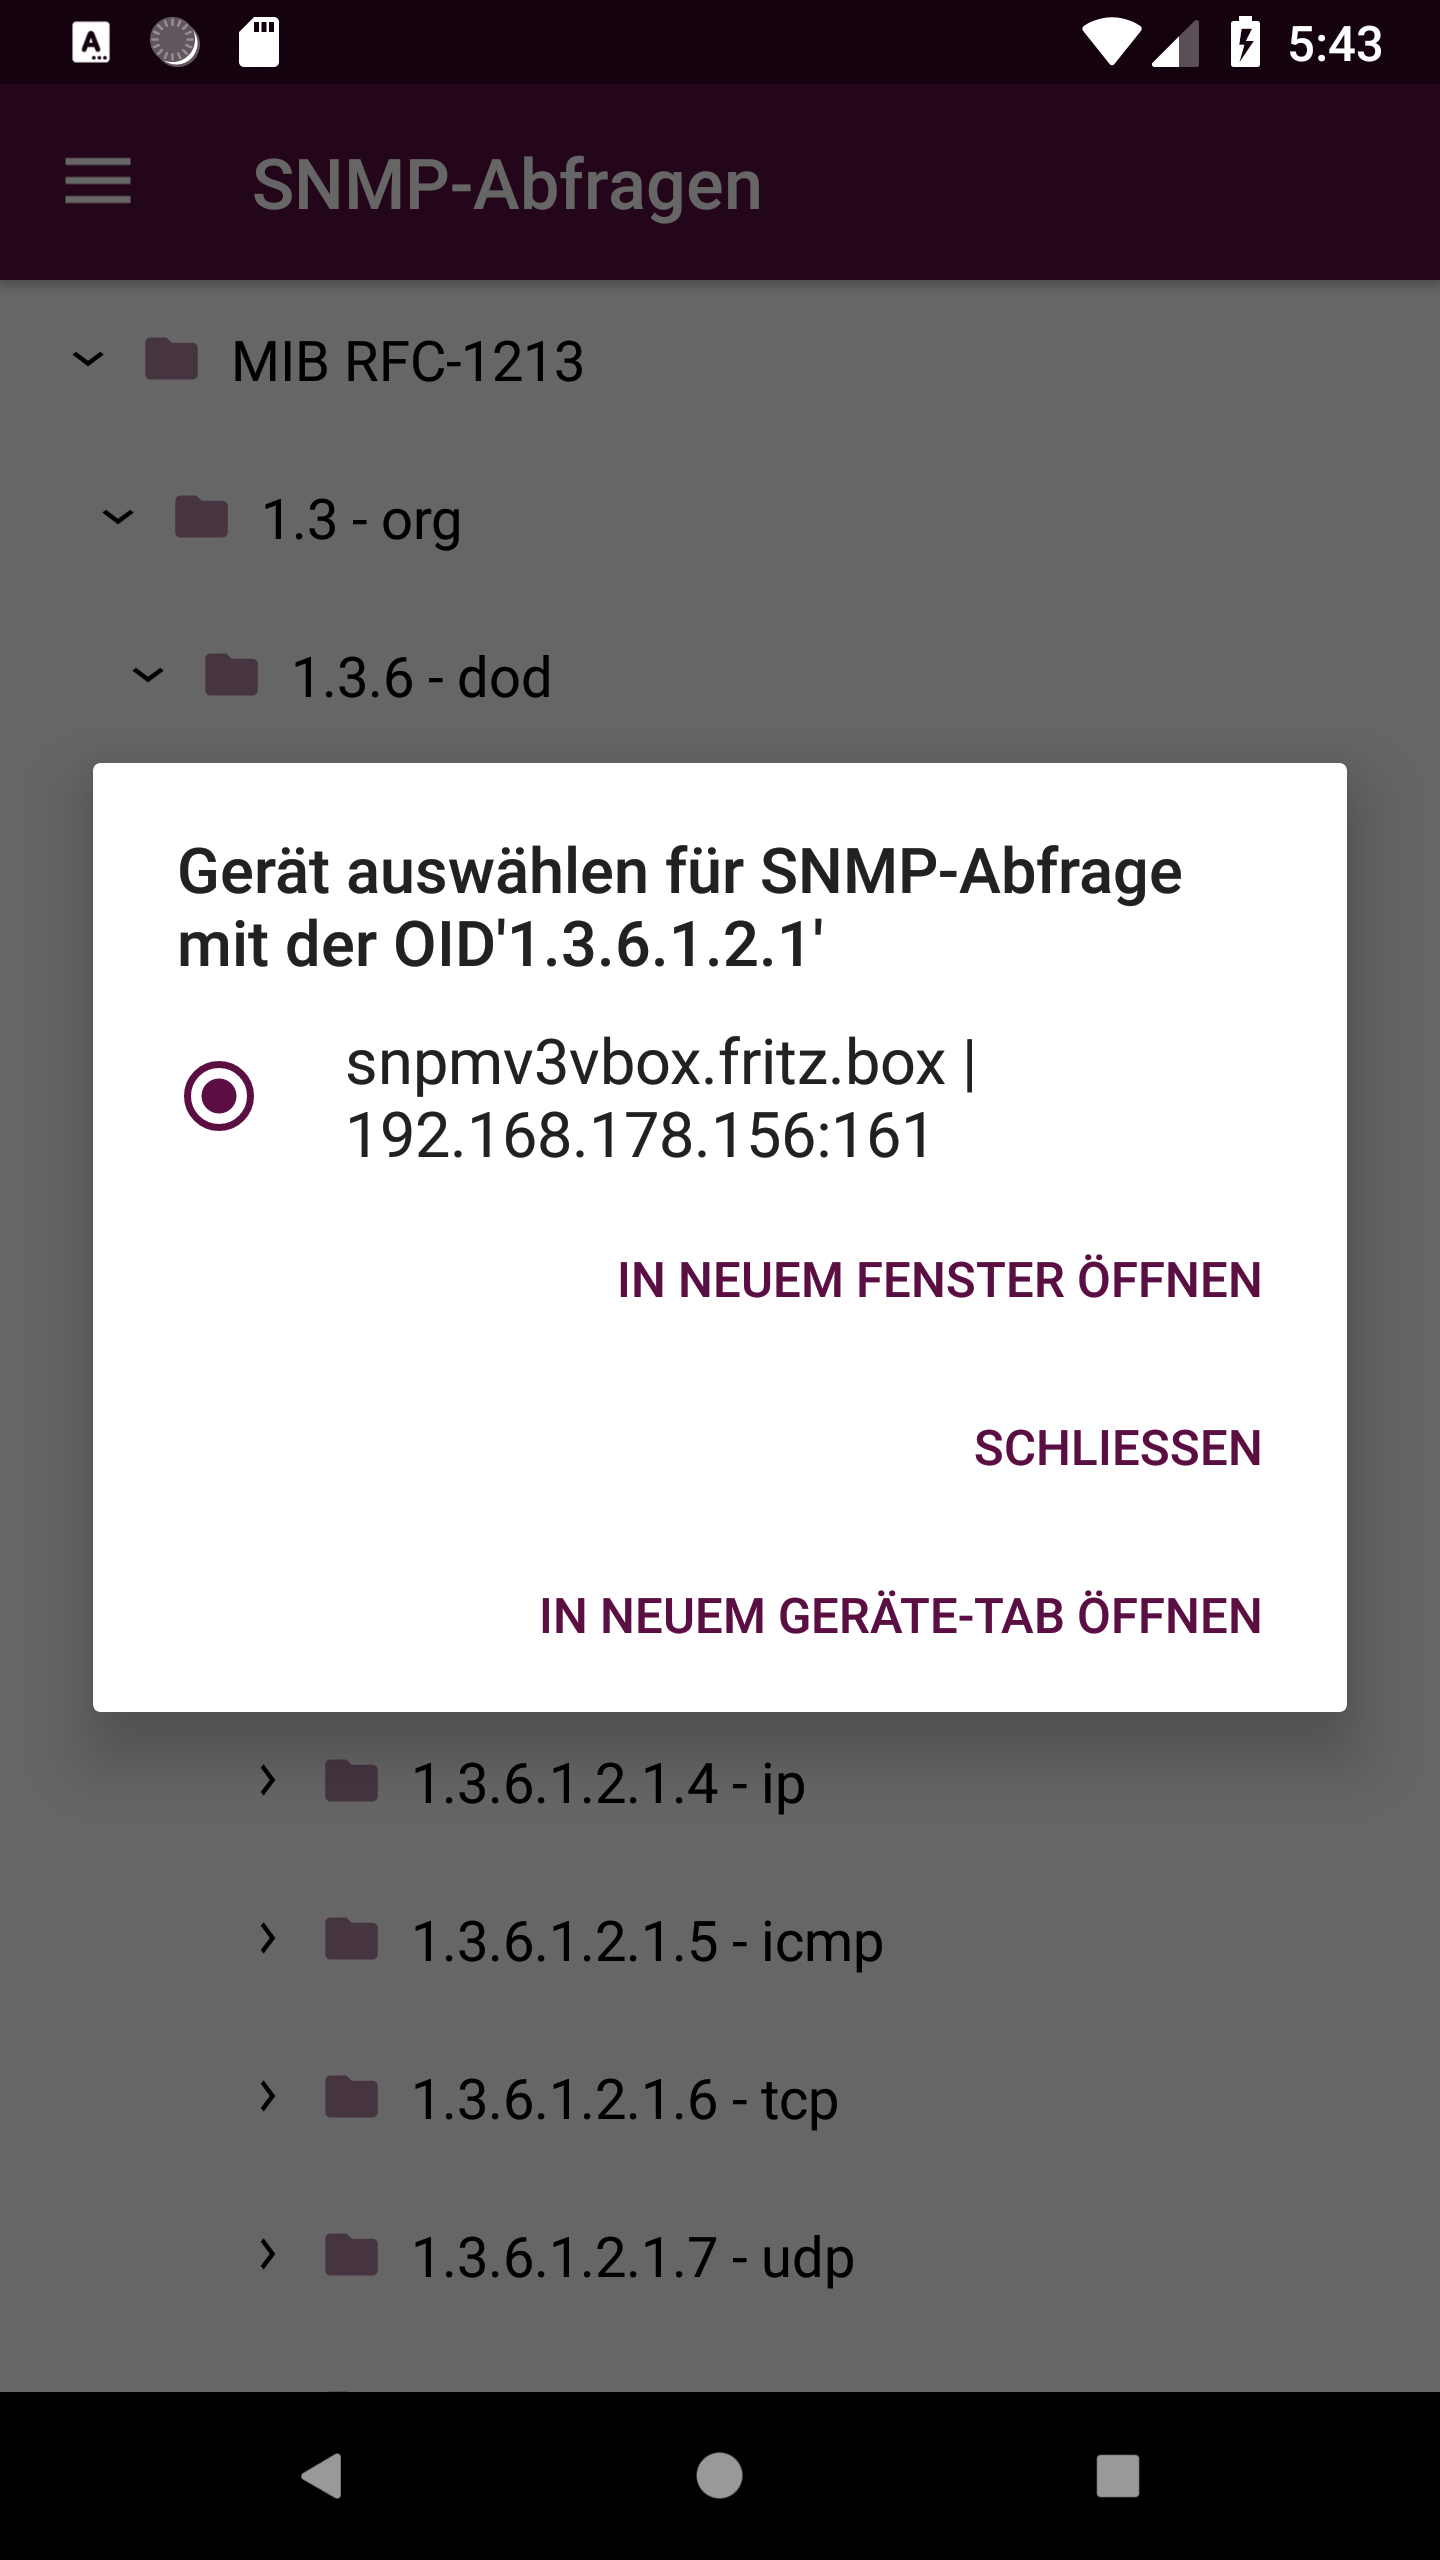 5:43
SNMP-Abfragen
MIB RFC-1213
1.3 - org
1.3.6 - dod
Gerät auswählen für SNMP-Abfrage
mit der OID'1.3.6.1.2.1'
snpmv3vbox.fritz.box |
192.168.178.156:161
IN NEUEM FENSTER ÖFFNEN
SCHLIESSEN
IN NEUEM GERÄTE-TAB ÖFFNEN
1.3.6.1.2.1.4 - ip
1.3.6.1.2.1.5 - icmp
1.3.6.1.2.1.6 - tcp
1.3.6.1.2.1.7 - udp